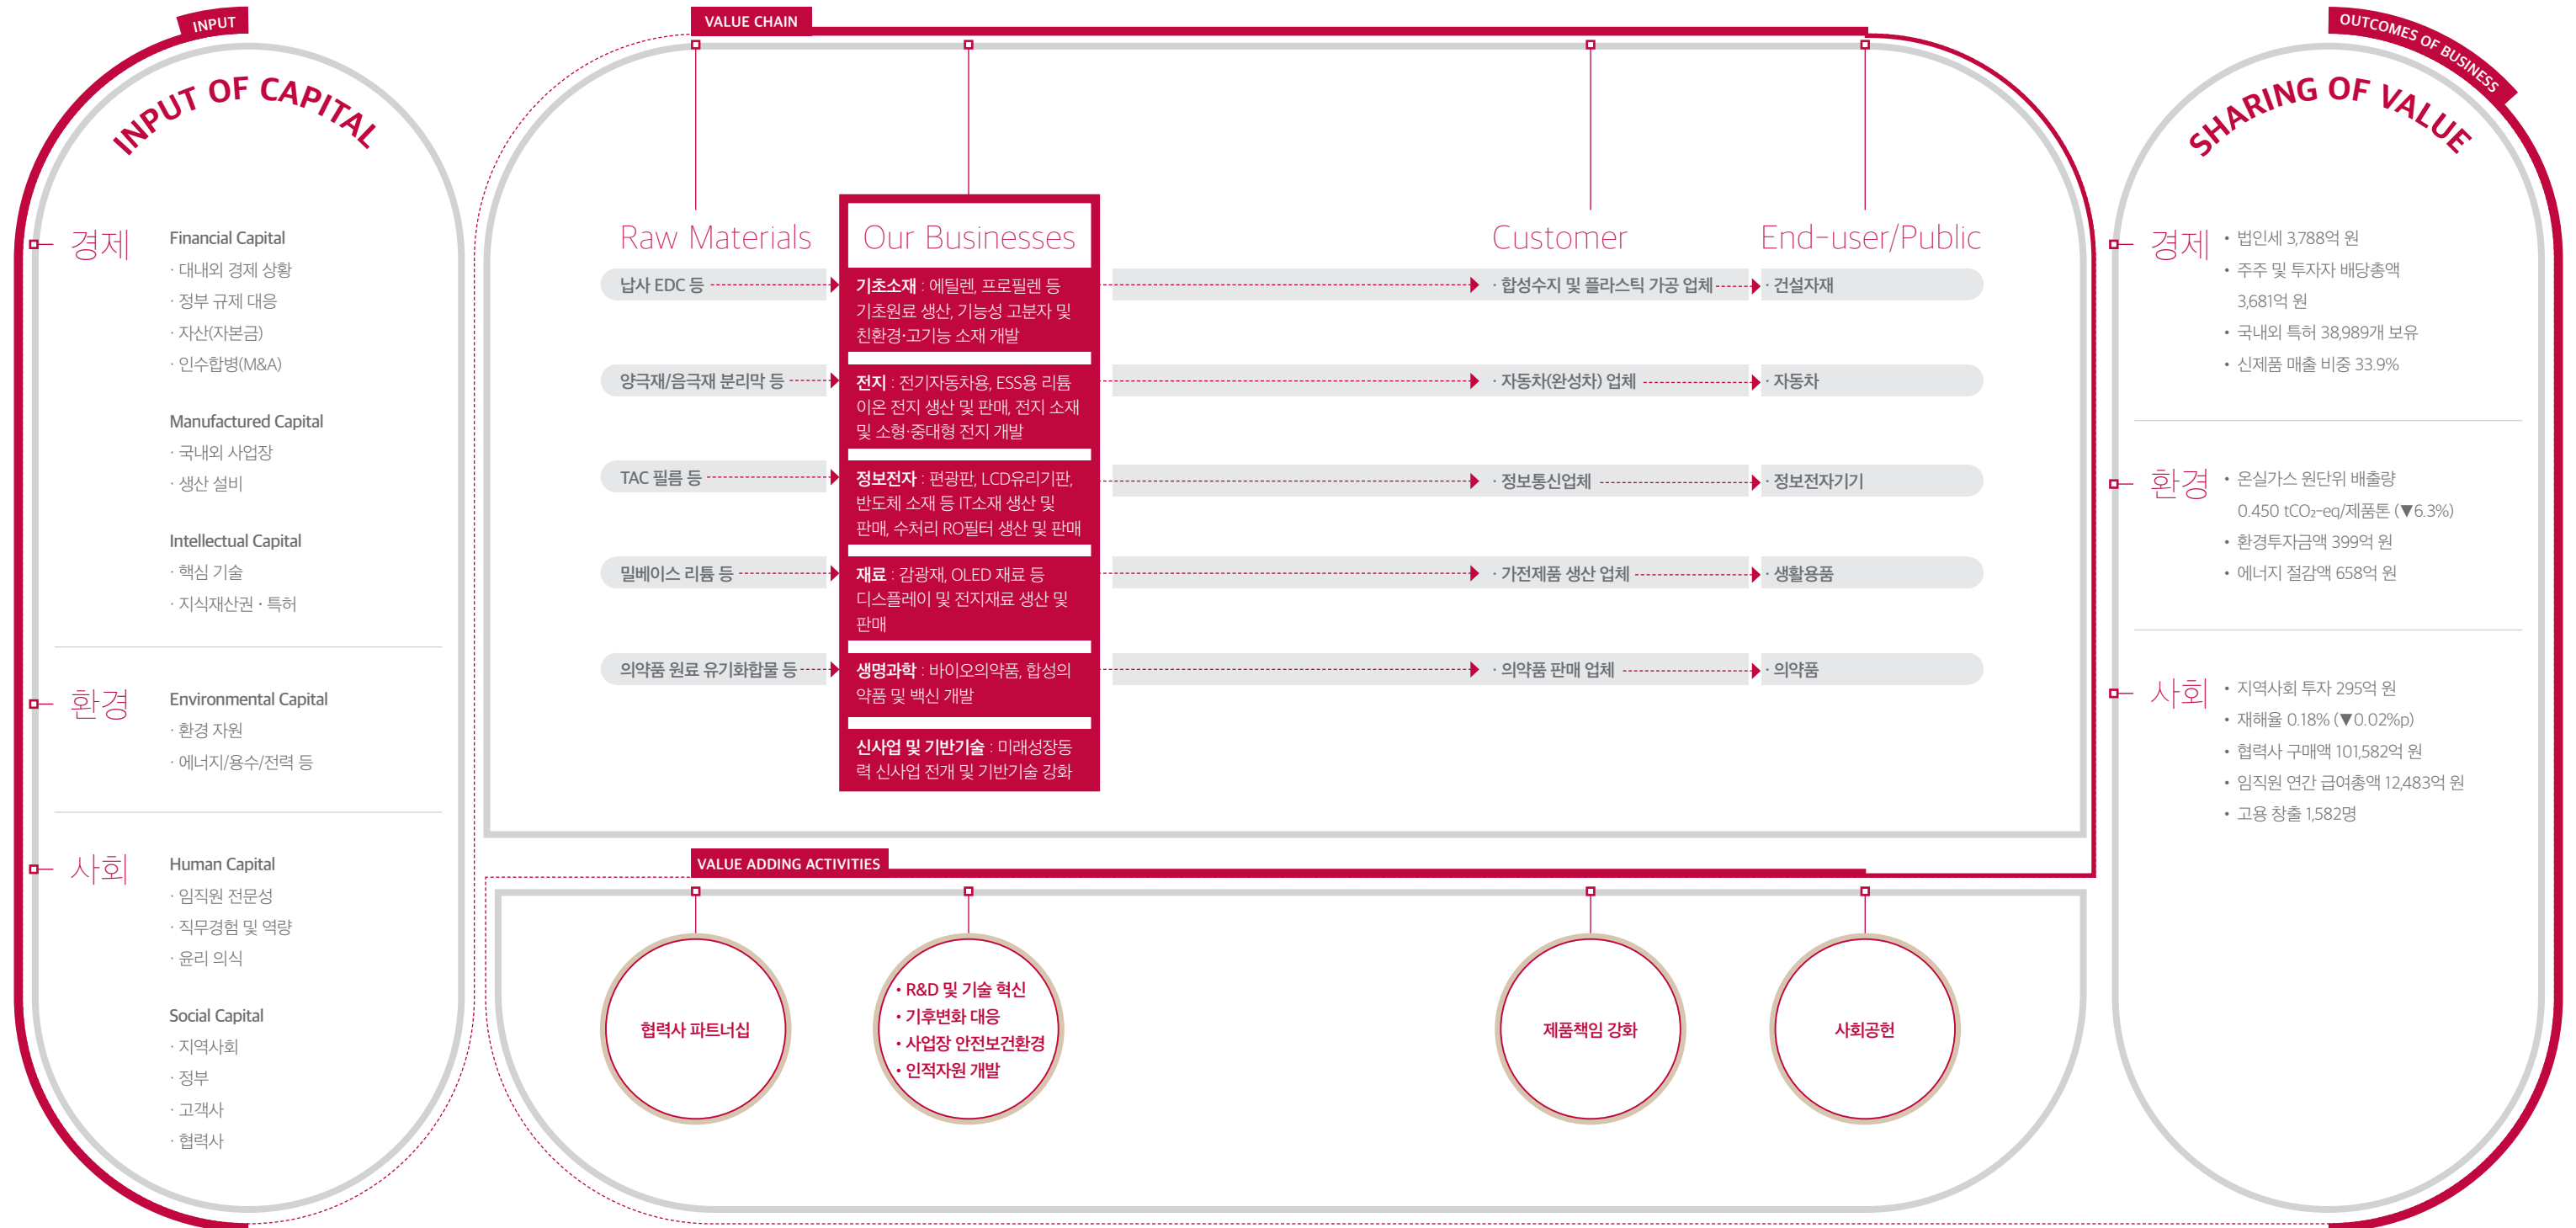 INPUT
INPUT OF CAPITAL
경제
Financial Capital
· 대내외 경제 상황
· 정부 규제 대응
· 자산(자본금)
· 인수합병(M&A)
Manufactured Capital
· 국내외 사업장
· 생산 설비
Intellectual Capital
· 핵심 기술
· 지식재산권 · 특허
환경
Environmental Capital
· 환경 자원
· 에너지/용수/전력 등
사회
Human Capital
· 임직원 전문성
· 직무경험 및 역량
· 윤리 의식
Social Capital
· 지역사회
· 정부
· 고객사
· 협력사
VALUE CHAIN
Raw Materials
납사 EDC 등
양극재/음극재 분리막 등
TAC 필름 등
밀베이스 리튬 등
의약품 원료 유기화합물 등
Our Businesses
기초소재 : 에틸렌, 프로필렌 등
기초원료 생산, 기능성 고분자 및
친환경·고기능 소재 개발
전지 : 전기자동차용, ESS용 리튬
이온 전지 생산 및 판매, 전지 소재
및 소형·중대형 전지 개발
정보전자 : 편광판, LCD유리기판,
반도체 소재 등 IT소재 생산 및
판매, 수처리 RO필터 생산 및 판매
재료 : 감광재, OLED 재료 등
디스플레이 및 전지재료 생산 및
판매
생명과학 : 바이오의약품, 합성의
약품 및 백신 개발
신사업 및 기반기술 : 미래성장동
력 신사업 전개 및 기반기술 강화
Customer
· 합성수지 및 플라스틱 가공 업체
· 자동차(완성차) 업체
· 정보통신업체
· 가전제품 생산 업체
· 의약품 판매 업체
End-user/Public
· 건설자재
· 자동차
· 정보전자기기
· 생활용품
· 의약품
VALUE ADDING ACTIVITIES
협력사 파트너십
• R&D 및 기술 혁신
• 기후변화 대응
• 사업장 안전보건환경
• 인적자원 개발
제품책임 강화
사회공헌
OUTCOMES OF BUSINESS
SHARING OF VALUE
경제
• 법인세 3,788억 원
• 주주 및 투자자 배당총액
3,681억 원
• 국내외 특허 38,989개 보유
• 신제품 매출 비중 33.9%
환경
• 온실가스 원단위 배출량
0.450 tCO₂-eq/제품톤 (▼6.3%)
• 환경투자금액 399억 원
• 에너지 절감액 658억 원
사회
• 지역사회 투자 295억 원
• 재해율 0.18% (▼0.02%p)
• 협력사 구매액 101,582억 원
• 임직원 연간 급여총액 12,483억 원
• 고용 창출 1,582명